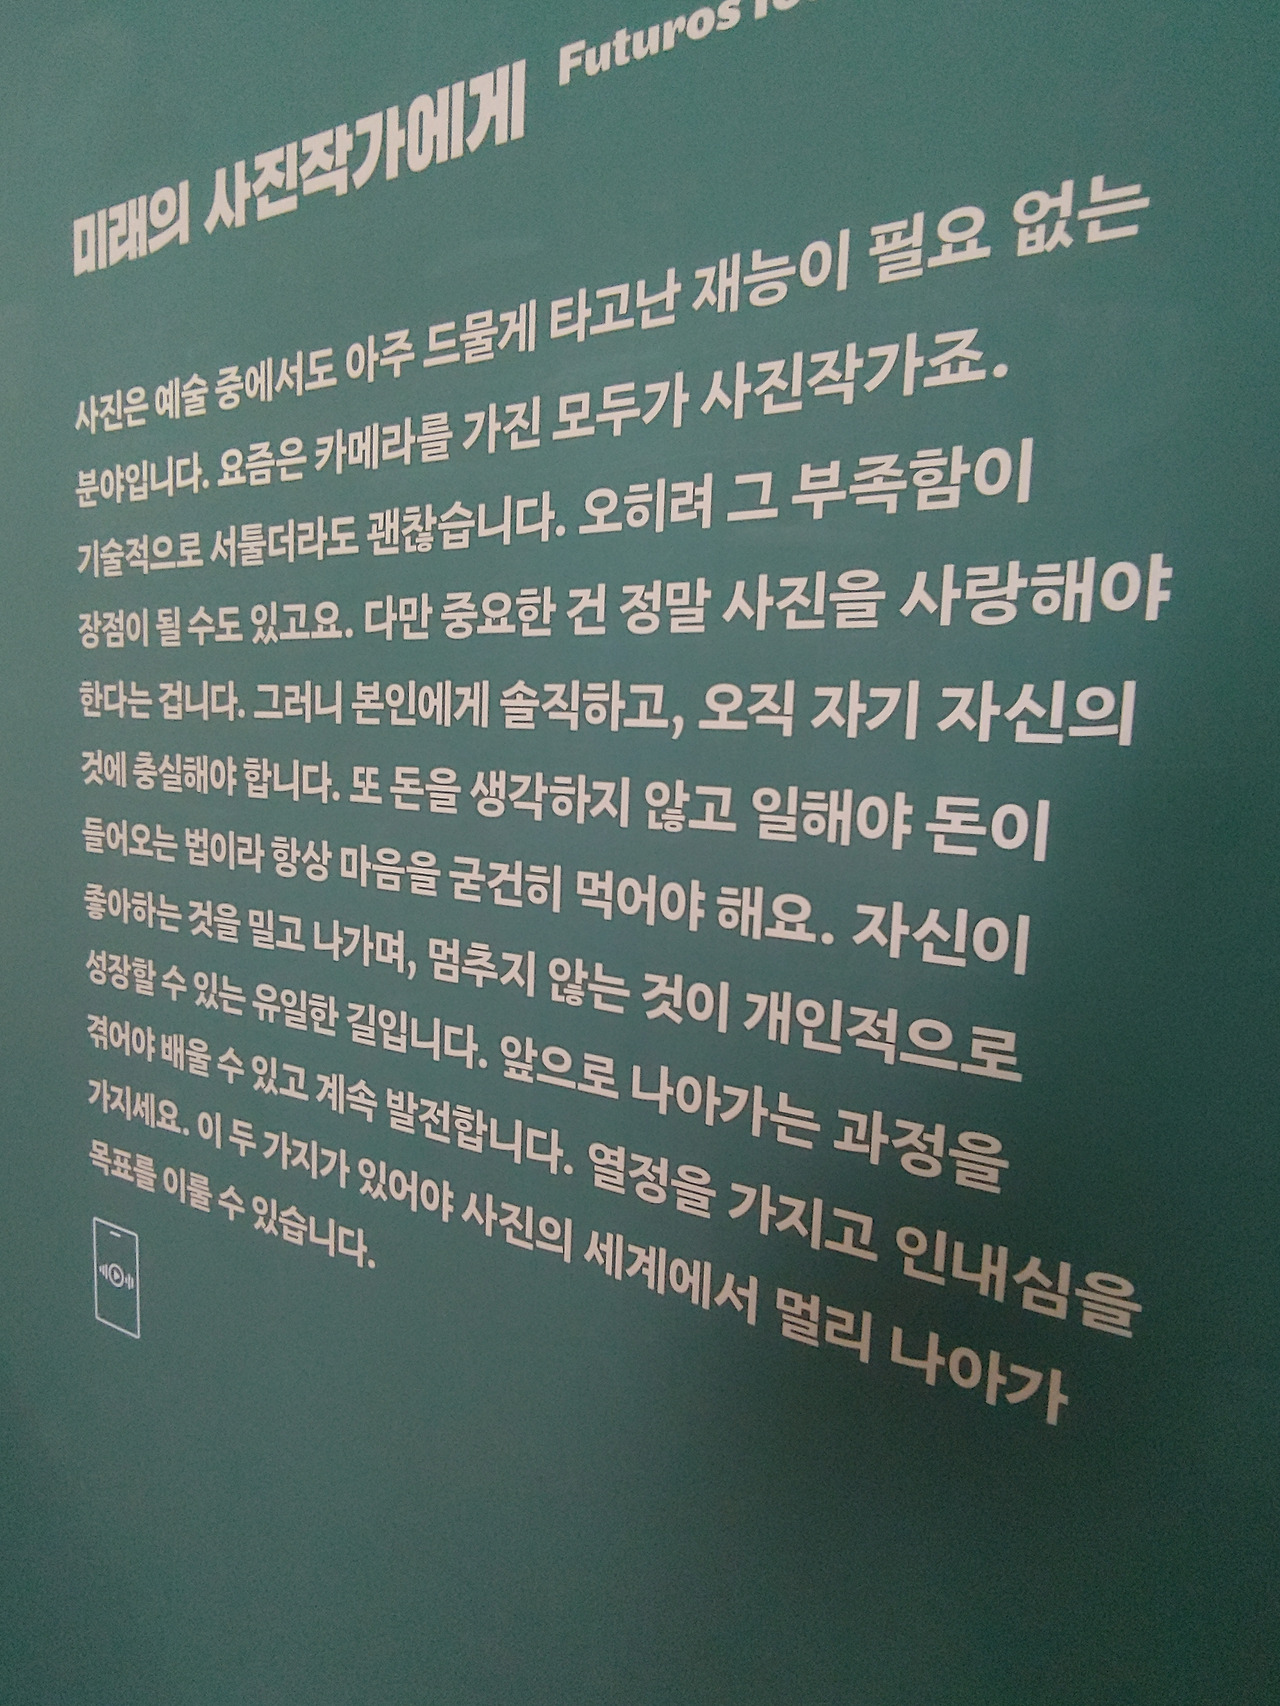 미래의 사진작가에게 Futuros
사진은 예술 중에서도 아주 드물게 타고난 재능이 필요 없는
분야입니다. 요즘은 카메라를 가진 모두가 사진작가죠.
기술적으로 서툴더라도 괜찮습니다. 오히려 그 부족함이
장점이 될 수도 있고요. 다만 중요한 건 정말 사진을 사랑해야
한다는 겁니다. 그러니 본인에게 솔직하고, 오직 자기 자신의
것에 충실해야 합니다. 또 돈을 생각하지 않고 일해야 돈이
들어오는 법이라 항상 마음을 굳건히 먹어야 해요. 자신이
좋아하는 것을 밀고 나가며, 멈추지 않는 것이 개인적으로
성장할 수 있는 유일한 길입니다. 앞으로 나아가는 과정을
겪어야 배울 수 있고 계속 발전합니다. 열정을 가지고 인내심을
가지세요. 이 두 가지가 있어야 사진의 세계에서 멀리 나아가
목표를 이룰 수 있습니다.